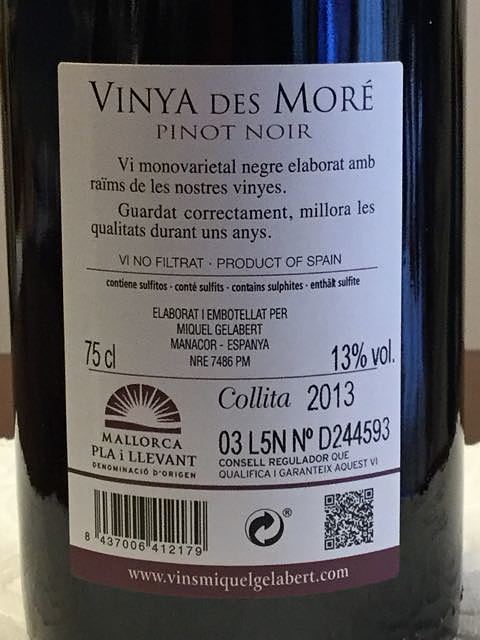 VINYA DES MORÉ
PINOT NOIR
Vi monovarietal negre elaborat amb
raïms de les nostres vinyes.
Guardat correctament, millora les
qualitats durant uns anys.
VI NO FILTRAT · PRODUCT OF SPAIN
contiene sulfitos · conté sulfits · contains sulphites · enthält sulfite
ELABORAT I EMBOTELLAT PER
MIQUEL GELABERT
MANACOR - ESPANYA
NRE 7486 PM
75 cl
13% vol.
Collita 2013
03 L5N Nº D244593
CONSELL REGULADOR QUE
QUALIFICA I GARANTEIX AQUEST VI
MALLORCA
PLA i LLEVANT
DENOMINACIÓ D'ORIGEN
8 437006 412179
®
www.vinsmiquelgelabert.com